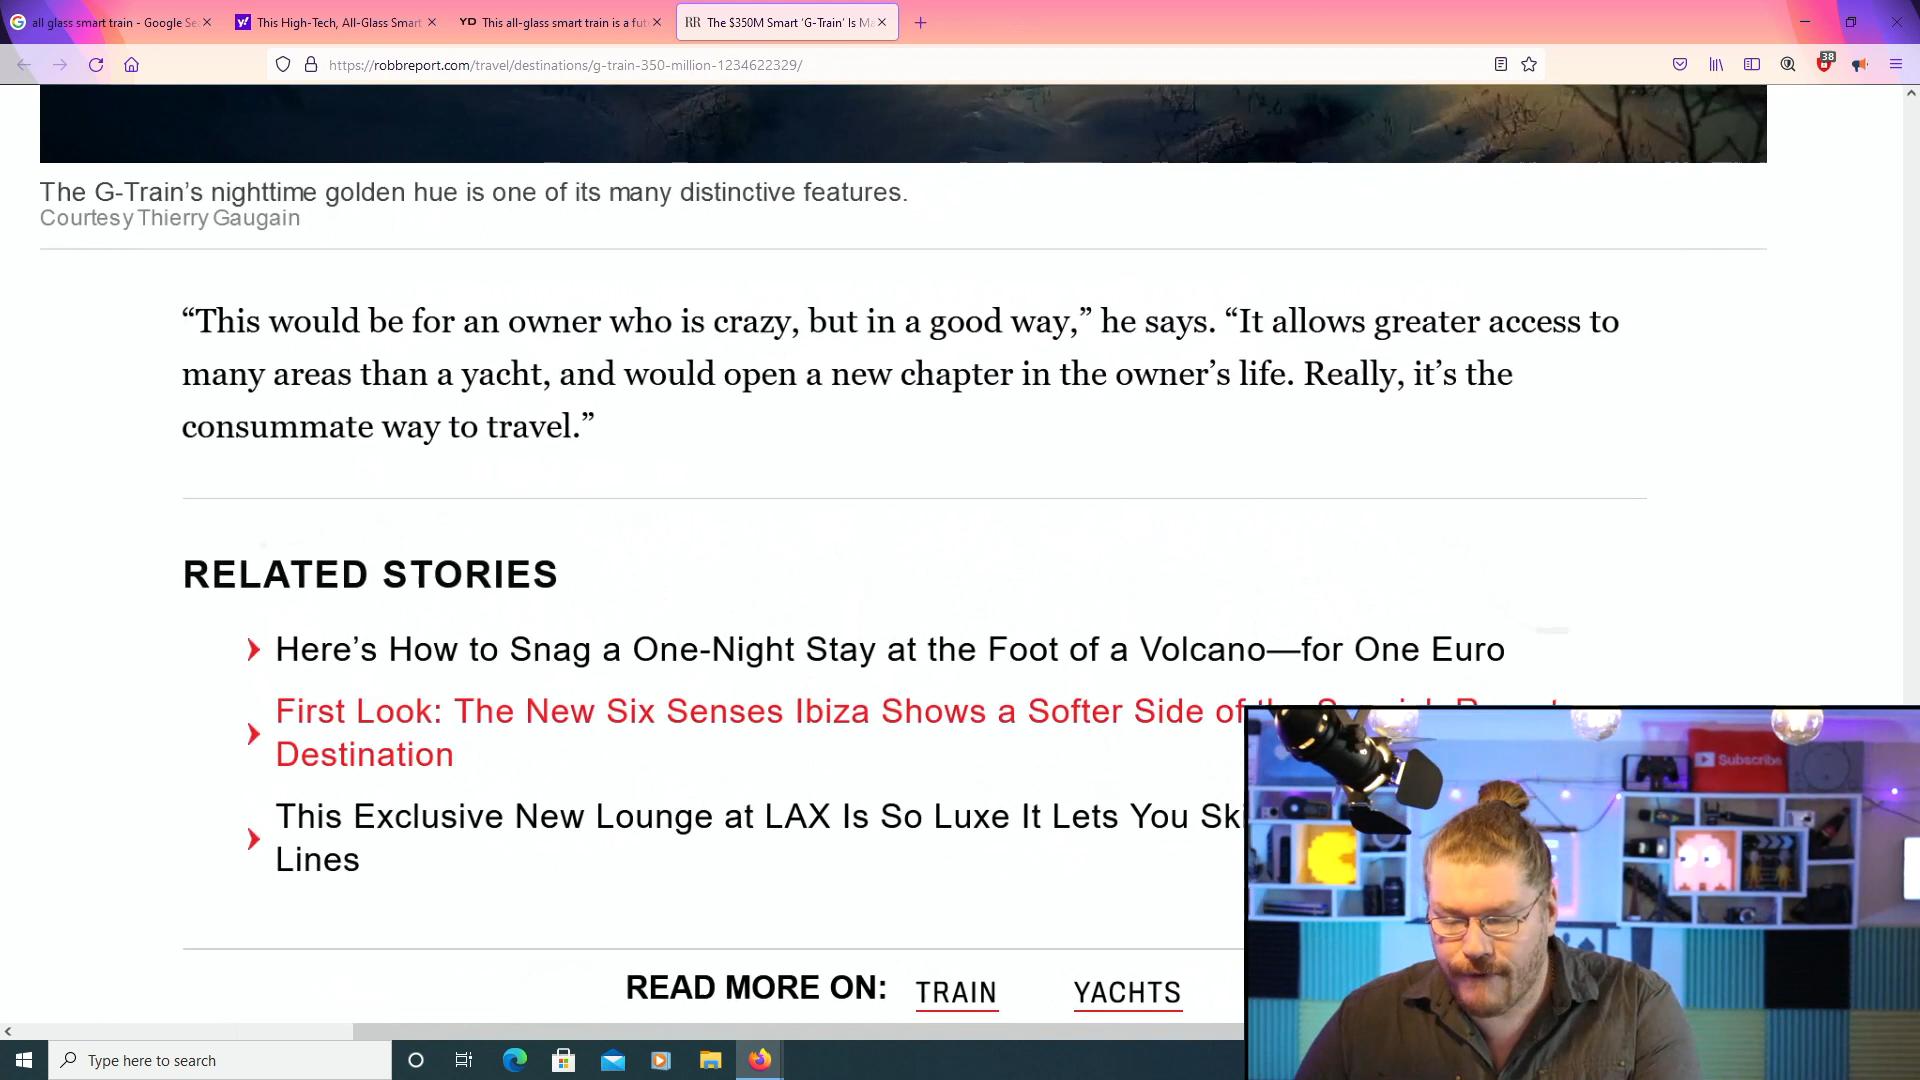 all glass smart train - Google Se
This High-Tech, All-Glass Smart
YD This all-glass smart train is a fut
RR The $350M Smart ‘G-Train’ Is Ma
https://robbreport.com/travel/destinations/g-train-350-million-1234622329/
38
The G-Train’s nighttime golden hue is one of its many distinctive features.
Courtesy Thierry Gaugain
“This would be for an owner who is crazy, but in a good way,” he says. “It allows greater access to
many areas than a yacht, and would open a new chapter in the owner’s life. Really, it’s the
consummate way to travel.”
RELATED STORIES
Here’s How to Snag a One-Night Stay at the Foot of a Volcano—for One Euro
First Look: The New Six Senses Ibiza Shows a Softer Side of
Destination
This Exclusive New Lounge at LAX Is So Luxe It Lets You Ski
Lines
READ MORE ON: TRAIN YACHTS
Subscribe
Type here to search